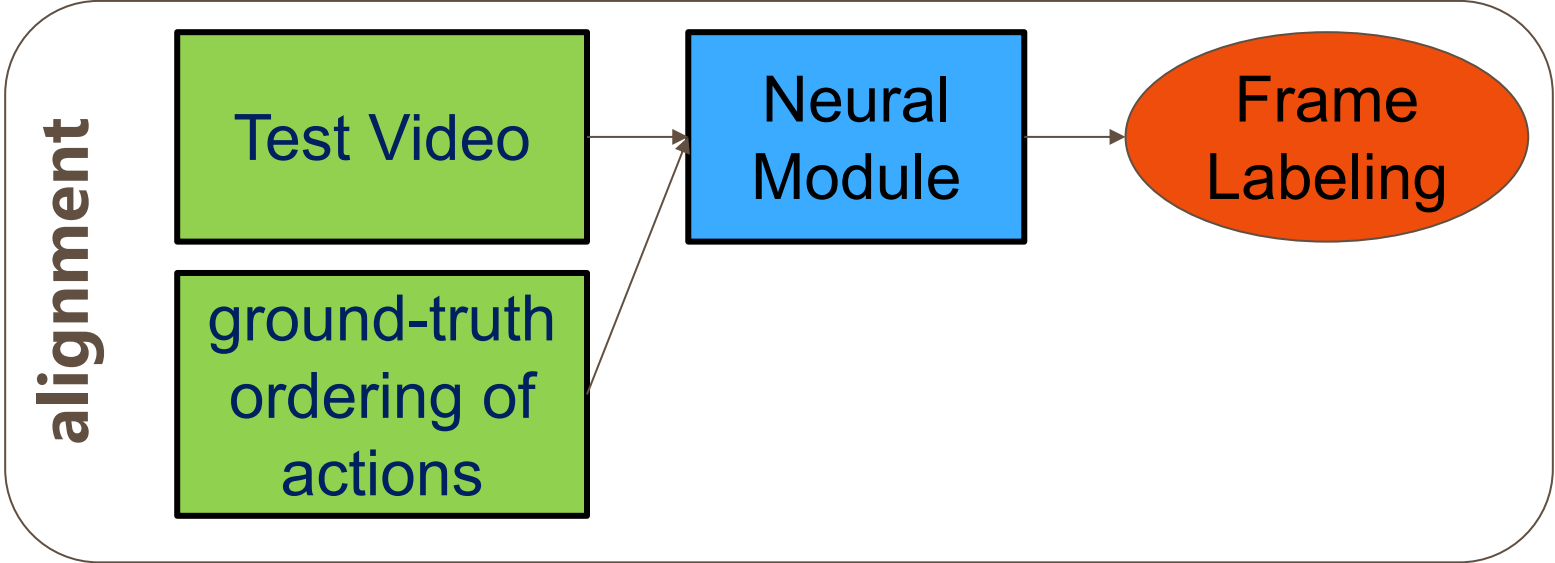 alignment
Test Video
Neural
Module
Frame
Labeling
ground-truth
ordering of
actions